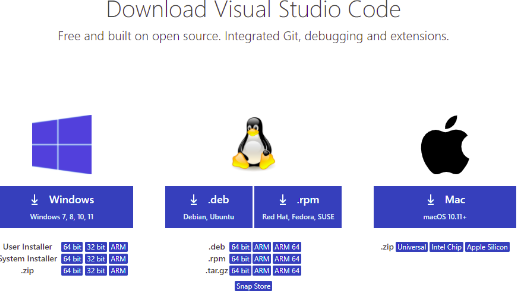 Download Visual Studio Code
Free and built on open source. Integrated Git, debugging and extensions.
Windows
Windows 7, 8, 10, 11
.deb
Debian, Ubuntu
.rpm
Red Hat, Fedora, SUSE
Mac
macOS 10.11+
User Installer 64 bit 32 bit ARM
System Installer 64 bit 32 bit ARM
.zip 64 bit 32 bit ARM
.deb 64 bit ARM ARM 64
.rpm 64 bit ARM ARM 64
.tar.gz 64 bit ARM ARM 64
Snap Store
.zip Universal Intel Chip Apple Silicon